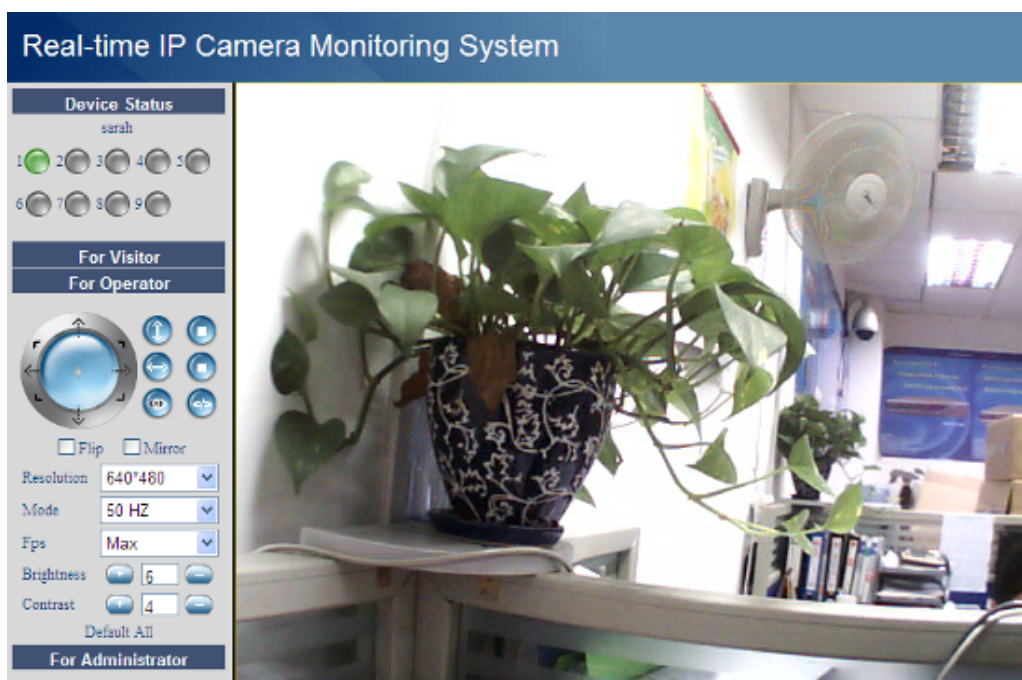 Real-time IP Camera Monitoring System
Device Status
sarah
1 2 3 4 5
6 7 8 9
For Visitor
For Operator
Flip Mirror
Resolution 640*480
Mode 50 HZ
Fps Max
Brightness + 6 −
Contrast + 4 −
Default All
For Administrator